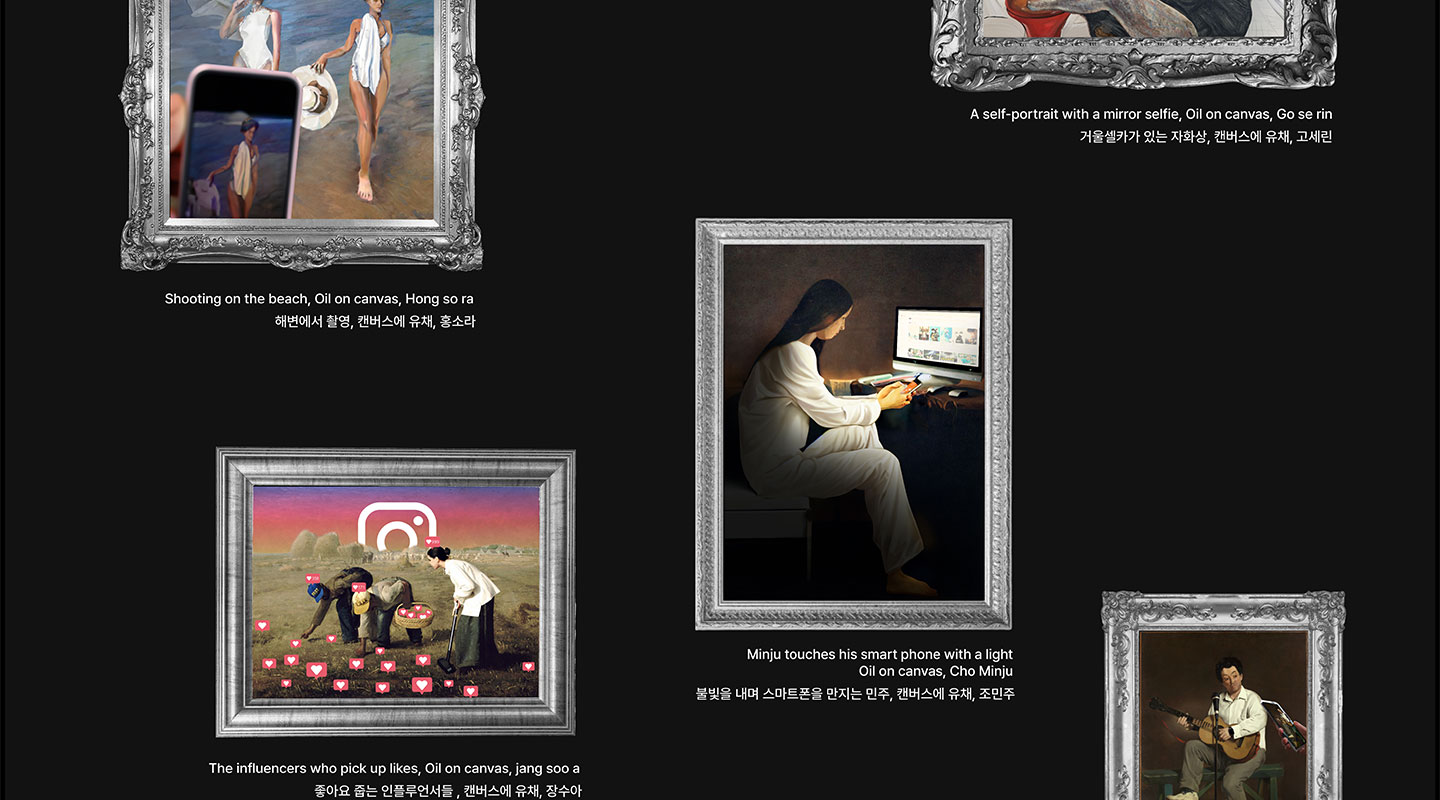 A self-portrait with a mirror selfie, Oil on canvas, Go se rin
거울셀카가 있는 자화상, 캔버스에 유채, 고세린
Shooting on the beach, Oil on canvas, Hong so ra
해변에서 촬영, 캔버스에 유채, 홍소라
Minju touches his smart phone with a light
Oil on canvas, Cho Minju
불빛을 내며 스마트폰을 만지는 민주, 캔버스에 유채, 조민주
The influencers who pick up likes, Oil on canvas, jang soo a
좋아요 줍는 인플루언서들 , 캔버스에 유채, 장수아